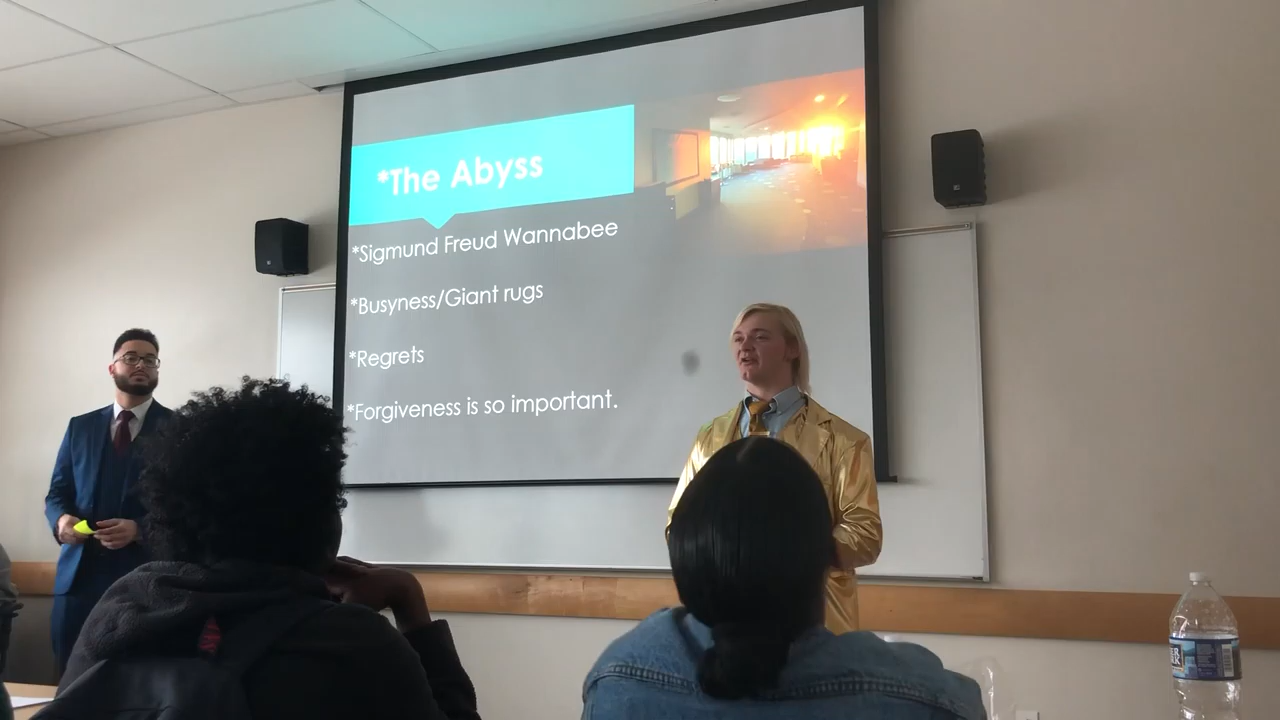 *The Abyss
*Sigmund Freud Wannabee
*Busyness/Giant rugs
*Regrets
*Forgiveness is so important.